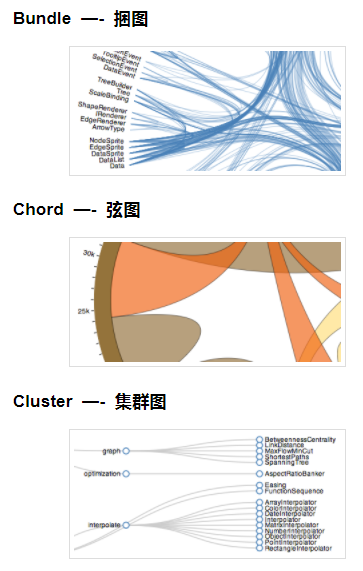 Bundle —- 捆图
TooltipEvent
SelectionEvent
DataEvent
TreeBuilder
Tree
ScaleBinding
ShapeRenderer
IRenderer
EdgeRenderer
ArrowType
NodeSprite
EdgeSprite
DataSprite
DataList
Data
Chord —- 弦图
30k
25k
Cluster —- 集群图
graph
BetweennessCentrality
LinkDistance
MaxFlowMinCut
ShortestPaths
SpanningTree
optimization
AspectRatioBanker
Easing
FunctionSequence
interpolate
ArrayInterpolator
ColorInterpolator
DateInterpolator
Interpolator
MatrixInterpolator
NumberInterpolator
ObjectInterpolator
PointInterpolator
RectangleInterpolator